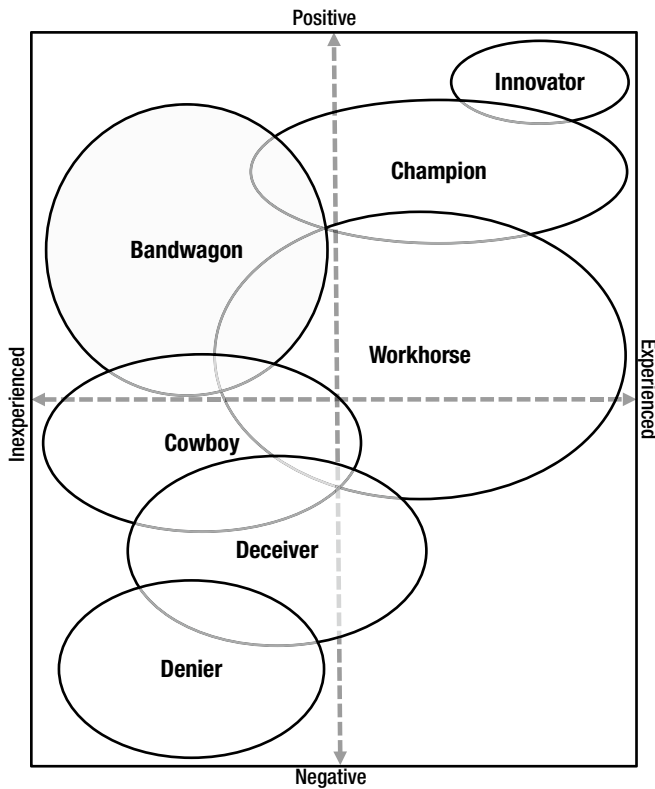 Positive
Innovator
Champion
Bandwagon
Workhorse
Inexperienced
Experienced
Cowboy
Deceiver
Denier
Negative